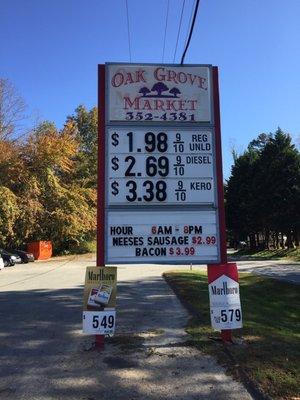 OAK GROVE
MARKET
352-4381
$ 1.98 9/10 REG UNLD
$ 2.69 9/10 DIESEL
$ 3.38 9/10 KERO
HOUR 6AM - 8PM
NEESES SAUSAGE $2.99
BACON $3.99
Marlboro
549
Marlboro
579